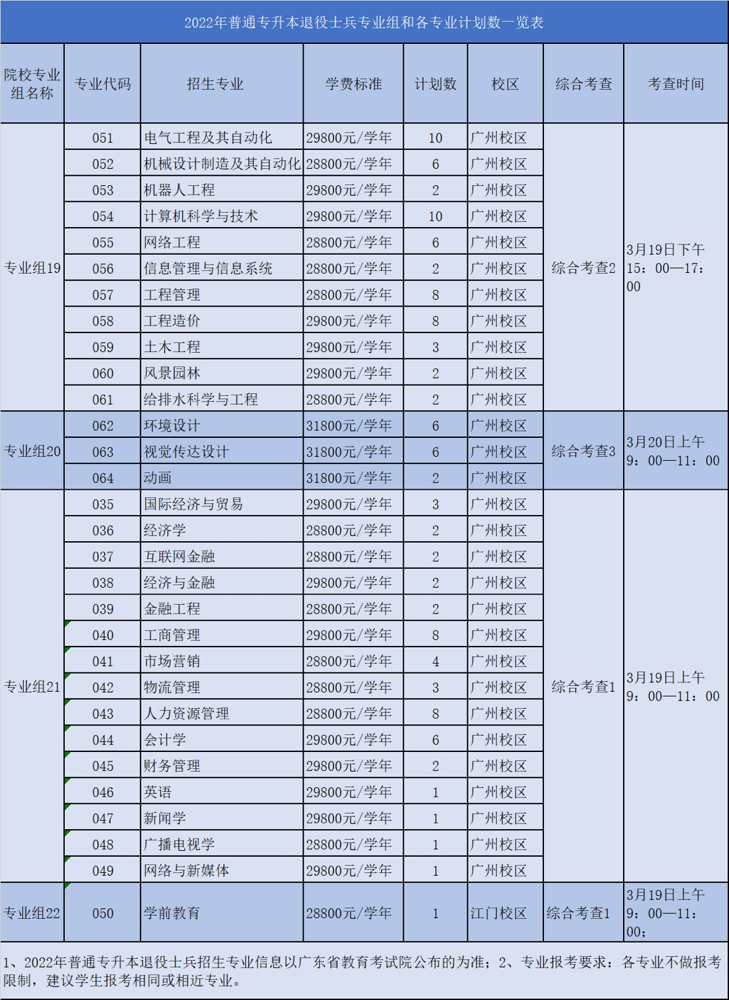 2022年普通专升本退役士兵专业组和各专业计划数一览表
院校专业组名称 专业代码 招生专业 学费标准 计划数 校区 综合考查 考查时间
专业组19 综合考查2 3月19日下午15：00—17：00
051 电气工程及其自动化 29800元/学年 10 广州校区
052 机械设计制造及其自动化 28800元/学年 6 广州校区
053 机器人工程 29800元/学年 2 广州校区
054 计算机科学与技术 29800元/学年 10 广州校区
055 网络工程 28800元/学年 6 广州校区
056 信息管理与信息系统 28800元/学年 2 广州校区
057 工程管理 28800元/学年 8 广州校区
058 工程造价 29800元/学年 8 广州校区
059 土木工程 29800元/学年 3 广州校区
060 风景园林 29800元/学年 2 广州校区
061 给排水科学与工程 28800元/学年 2 广州校区
专业组20 综合考查3 3月20日上午9：00—11：00
062 环境设计 31800元/学年 6 广州校区
063 视觉传达设计 31800元/学年 6 广州校区
064 动画 31800元/学年 2 广州校区
专业组21 综合考查1 3月19日上午9：00—11：00
035 国际经济与贸易 29800元/学年 3 广州校区
036 经济学 28800元/学年 2 广州校区
037 互联网金融 28800元/学年 2 广州校区
038 经济与金融 29800元/学年 2 广州校区
039 金融工程 28800元/学年 2 广州校区
040 工商管理 29800元/学年 8 广州校区
041 市场营销 28800元/学年 4 广州校区
042 物流管理 28800元/学年 3 广州校区
043 人力资源管理 28800元/学年 8 广州校区
044 会计学 29800元/学年 6 广州校区
045 财务管理 29800元/学年 2 广州校区
046 英语 29800元/学年 1 广州校区
047 新闻学 29800元/学年 1 广州校区
048 广播电视学 28800元/学年 1 广州校区
049 网络与新媒体 29800元/学年 1 广州校区
专业组22 050 学前教育 28800元/学年 1 江门校区 综合考查1 3月19日上午9：00—11：00；
1、2022年普通专升本退役士兵招生专业信息以广东省教育考试院公布的为准；2、专业报考要求：各专业不做报考
限制，建议学生报考相同或相近专业。